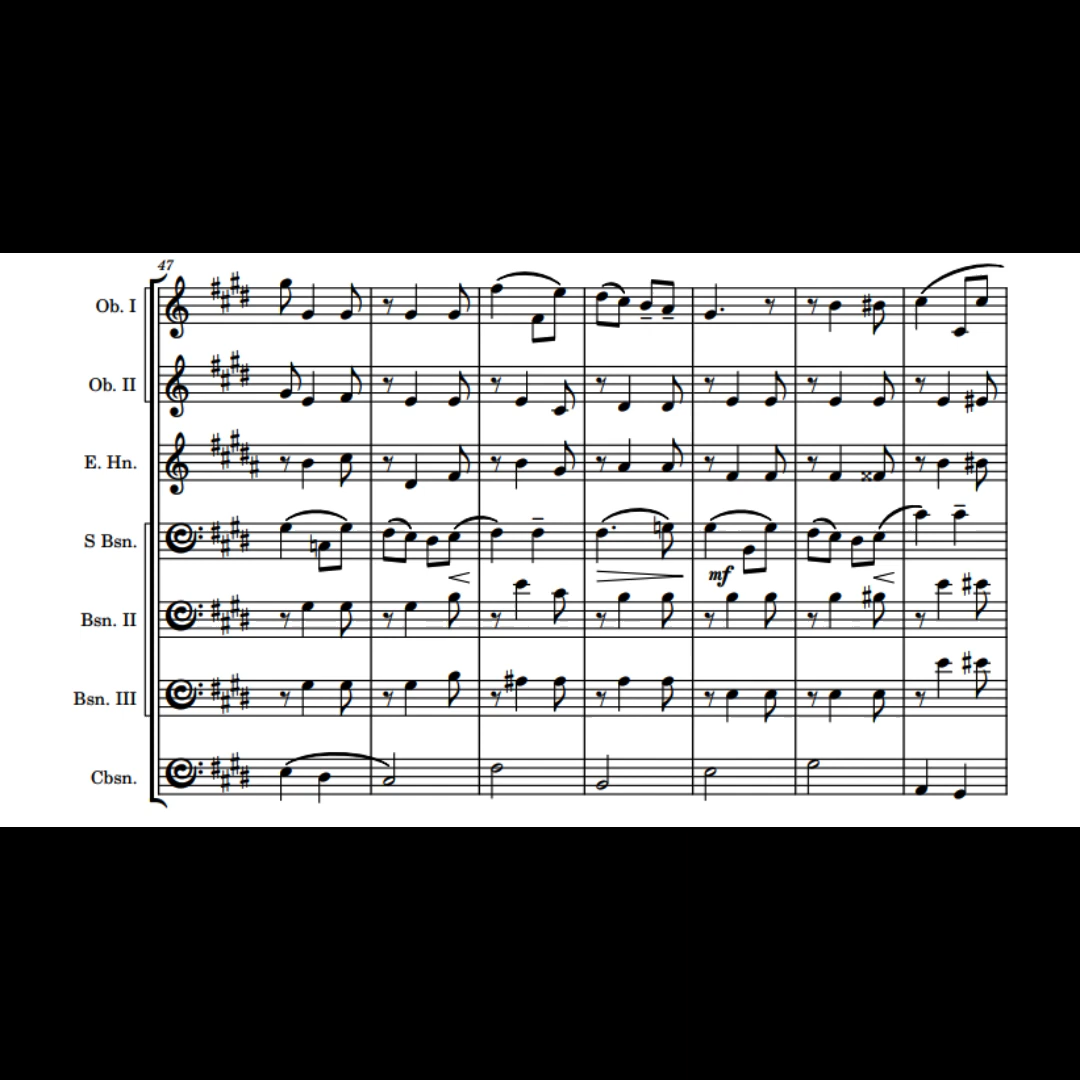 47
Ob. I
Ob. II
E. Hn.
S Bsn.
mf
Bsn. II
Bsn. III
Cbsn.